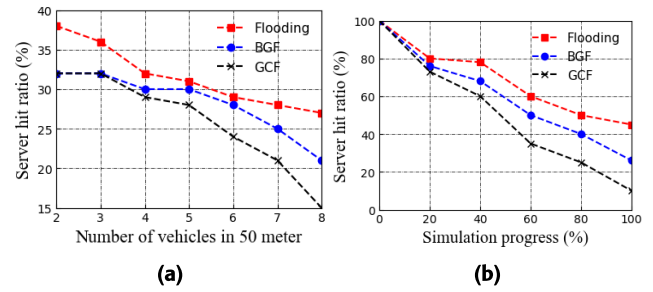 40
35
30
25
20
15
2 3 4 5 6 7 8
Server hit ratio (%)
Number of vehicles in 50 meter
Flooding
BGF
GCF
(a)
100
80
60
40
20
0
0 20 40 60 80 100
Server hit ratio (%)
Simulation progress (%)
Flooding
BGF
GCF
(b)